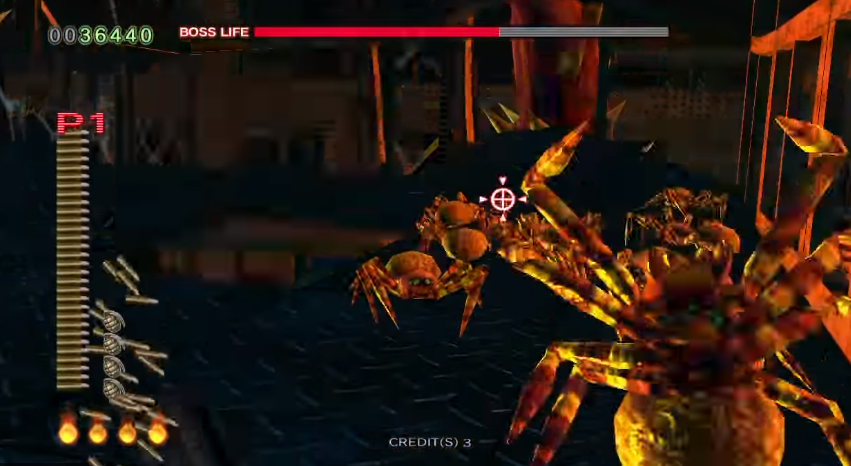 0036440
BOSS LIFE
P1
CREDIT(S) 3